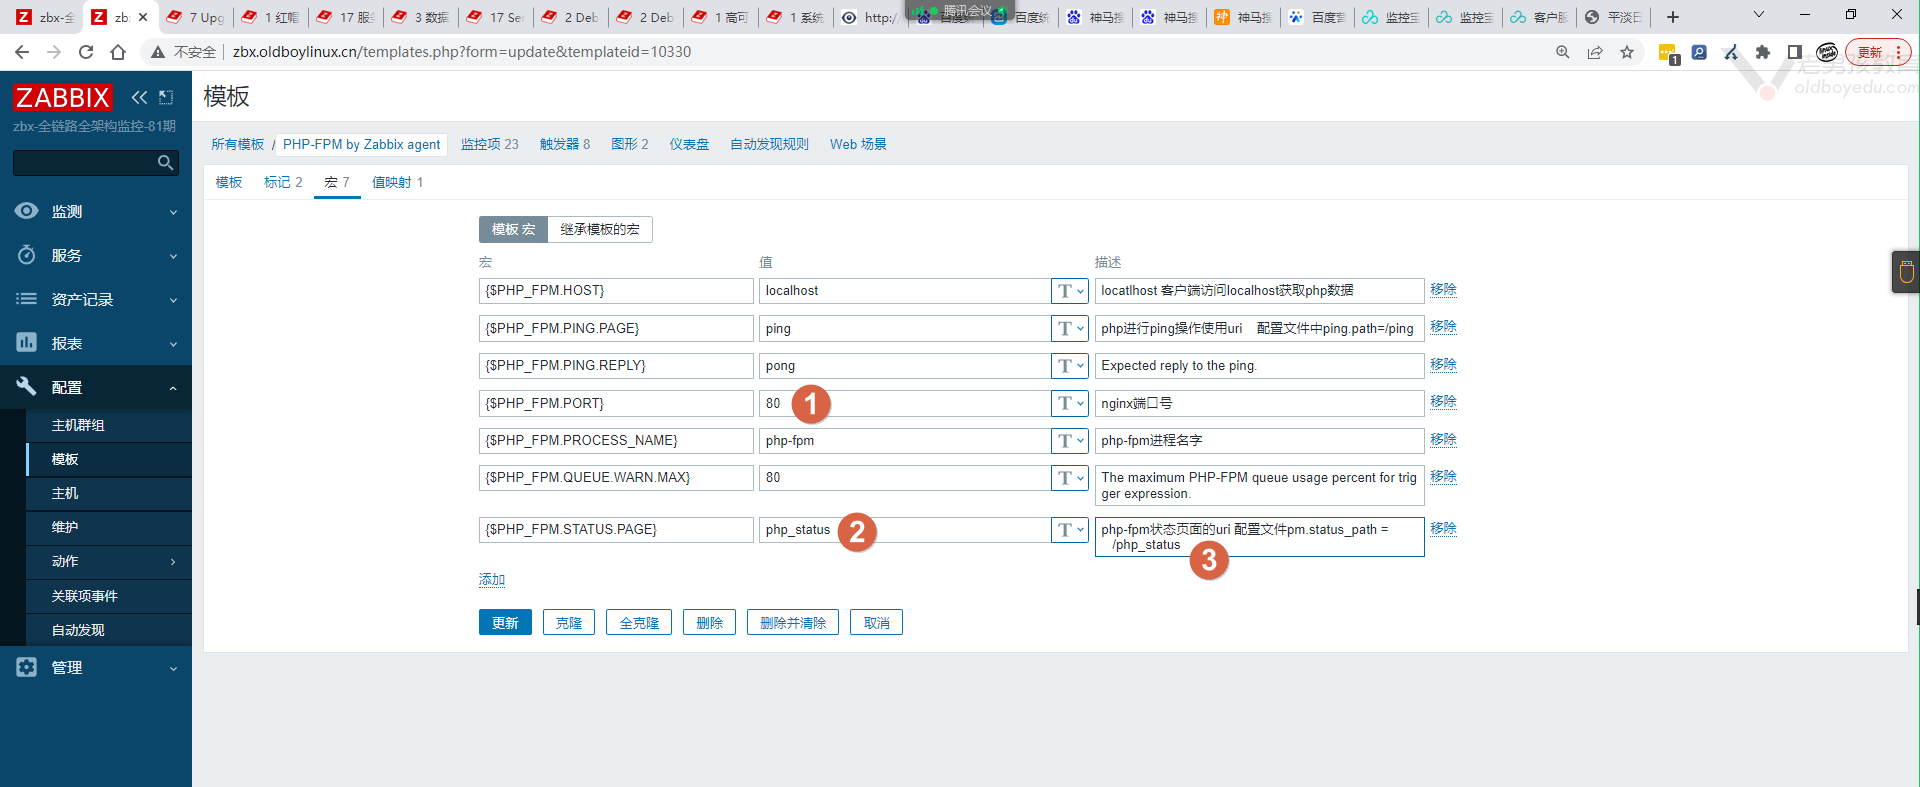 zbx-全
zbx
7 Upg
1 红帽
17 服务
3 数据
17 Ser
2 Deb
2 Deb
1 高可
1 系统
http:/
腾讯会议
百度统
神马搜
神马搜
神马搜
百度营
监控宝
监控宝
客户服
平淡日
不安全
zbx.oldboylinux.cn/templates.php?form=update&templateid=10330
1
更新
老男孩教育
oldboyedu.com
ZABBIX
zbx-全链路全架构监控-81期
监测
服务
资产记录
报表
配置
主机群组
模板
主机
维护
动作
关联项事件
自动发现
管理
模板
所有模板 / PHP-FPM by Zabbix agent 监控项 23 触发器 8 图形 2 仪表盘 自动发现规则 Web 场景
模板 标记 2 宏 7 值映射 1
模板 宏 继承模板的宏
宏 值 描述
{$PHP_FPM.HOST} localhost T locatlhost 客户端访问localhost获取php数据 移除
{$PHP_FPM.PING.PAGE} ping T php进行ping操作使用uri 配置文件中ping.path=/ping 移除
{$PHP_FPM.PING.REPLY} pong T Expected reply to the ping. 移除
{$PHP_FPM.PORT} 80 1 T nginx端口号 移除
{$PHP_FPM.PROCESS_NAME} php-fpm T php-fpm进程名字 移除
{$PHP_FPM.QUEUE.WARN.MAX} 80 T The maximum PHP-FPM queue usage percent for trig 移除
ger expression.
{$PHP_FPM.STATUS.PAGE} php_status 2 T php-fpm状态页面的uri 配置文件pm.status_path = 移除
/php_status 3
添加
更新 克隆 全克隆 删除 删除并清除 取消